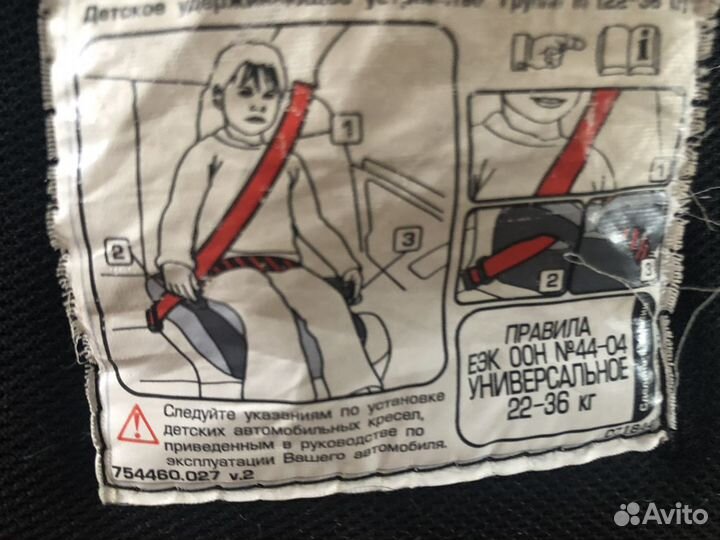 Детское удерживающее устройство группы III (22-36 кг)
1
2
3
1
2
3
ПРАВИЛА
ЕЭК ООН №44-04
УНИВЕРСАЛЬНОЕ
22-36 кг
Следуйте указаниям по установке
детских автомобильных кресел,
приведенным в руководстве по
эксплуатации Вашего автомобиля.
754460.027 v.2
Avito